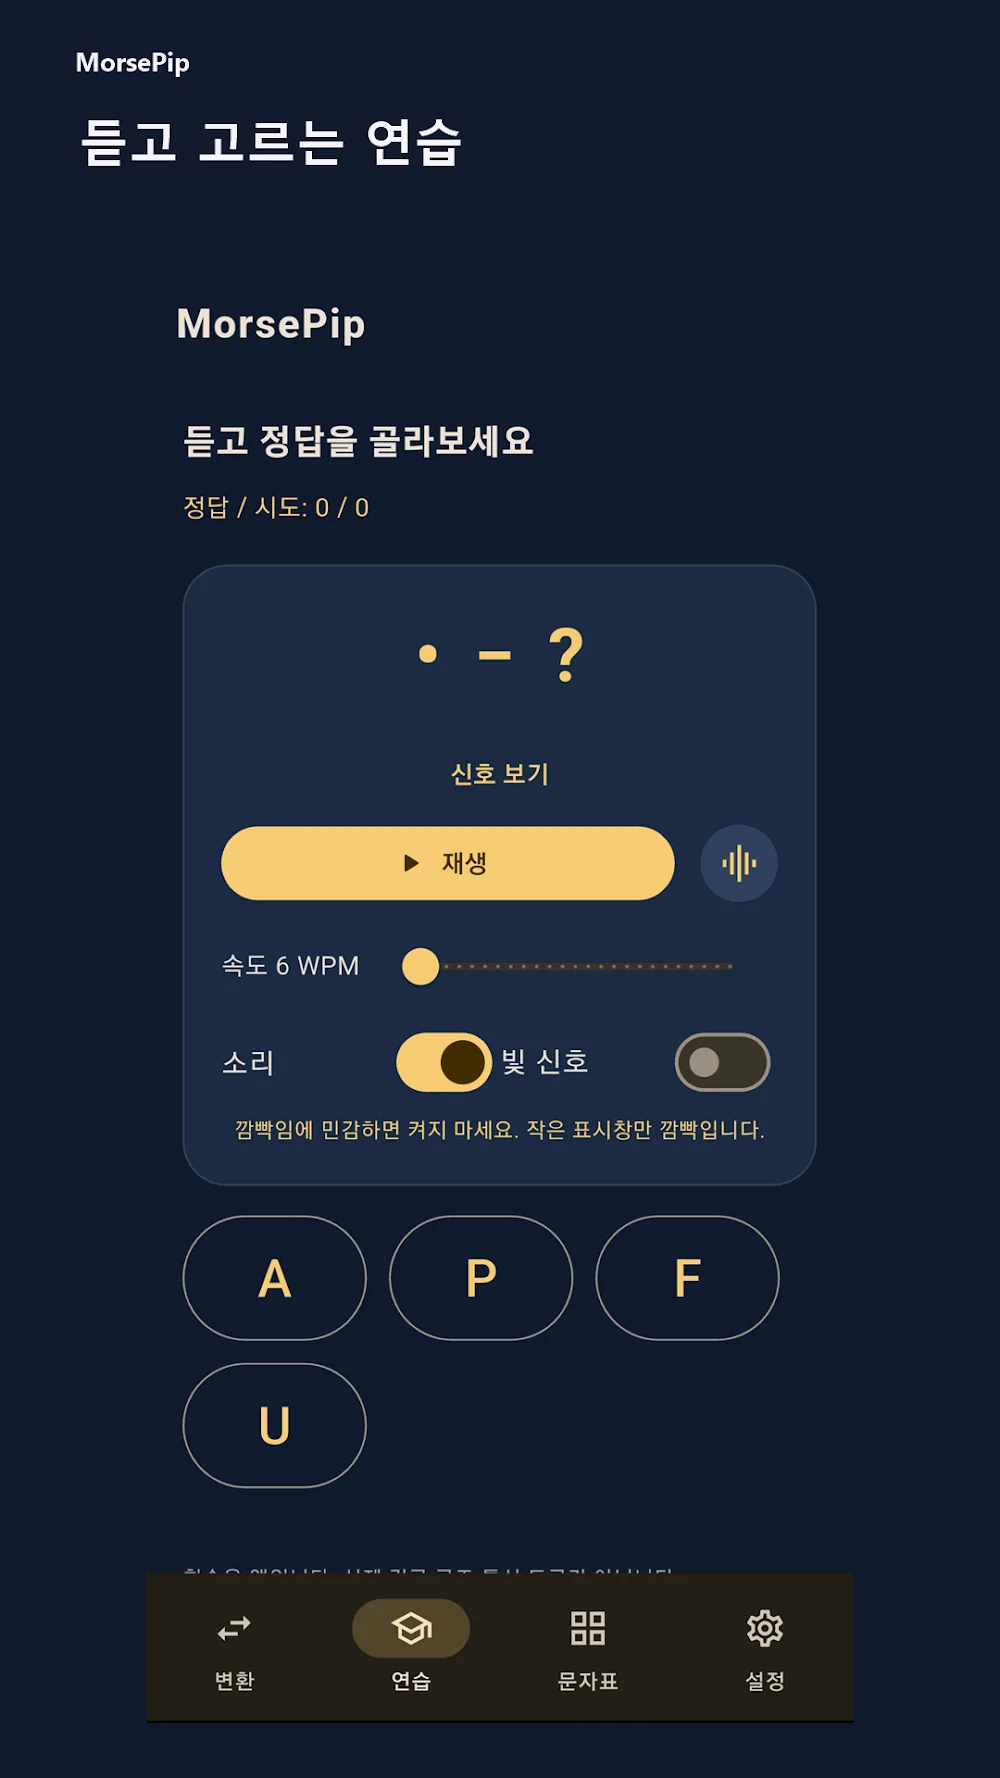 MorsePip
듣고 고르는 연습
MorsePip
듣고 정답을 골라보세요
정답 / 시도: 0 / 0
• – ?
신호 보기
재생
속도 6 WPM
소리
빛 신호
깜빡임에 민감하면 켜지 마세요. 작은 표시창만 깜빡입니다.
A
P
F
U
변환
연습
문자표
설정